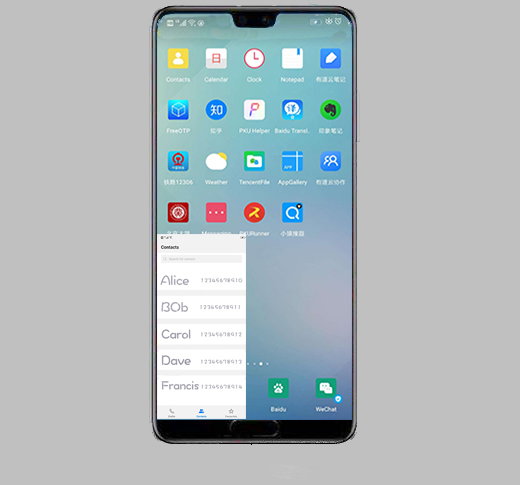 Contacts Calendar Clock Notepad 有道云笔记
FreeOTP 知乎 PKU Helper Baidu Transl. 印象笔记
铁路12306 Weather TencentFile AppGallery 有道云协作
PKURunner 小猿搜题
Contacts
Alice 12345678910
BOb 12345678911
Carol 12345678912
Dave 12345678913
Francis 12345678914
Contacts
Baidu WeChat